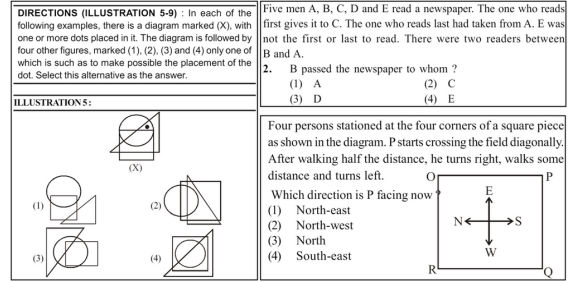 DIRECTIONS (ILLUSTRATION 5-9) : In each of the
following examples, there is a diagram marked (X), with
one or more dots placed in it. The diagram is followed by
four other figures, marked (1), (2), (3) and (4) only one of
which is such as to make possible the placement of the
dot. Select this alternative as the answer.
ILLUSTRATION 5 :
(X)
(1)
(2)
(3)
(4)
Five men A, B, C, D and E read a newspaper. The one who reads
first gives it to C. The one who reads last had taken from A. E was
not the first or last to read. There were two readers between
B and A.
2. B passed the newspaper to whom ?
(1) A (2) C
(3) D (4) E
Four persons stationed at the four corners of a square piece
as shown in the diagram. P starts crossing the field diagonally.
After walking half the distance, he turns right, walks some
distance and turns left.
Which direction is P facing now ?
(1) North-east
(2) North-west
(3) North
(4) South-east
O P
E
N S
W
R Q